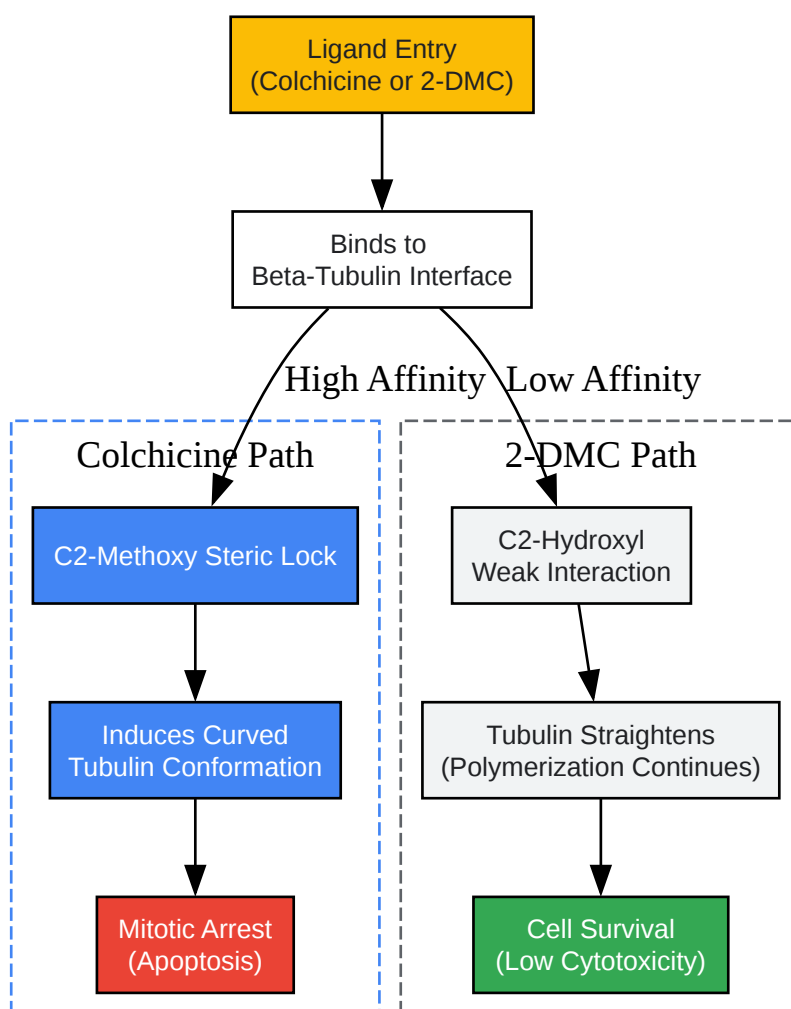 Ligand Entry
(Colchicine or 2-DMC)
Binds to
Beta-Tubulin Interface
High Affinity
Low Affinity
Colchicine Path
2-DMC Path
C2-Methoxy Steric Lock
C2-Hydroxyl
Weak Interaction
Induces Curved
Tubulin Conformation
Tubulin Straightens
(Polymerization Continues)
Mitotic Arrest
(Apoptosis)
Cell Survival
(Low Cytotoxicity)